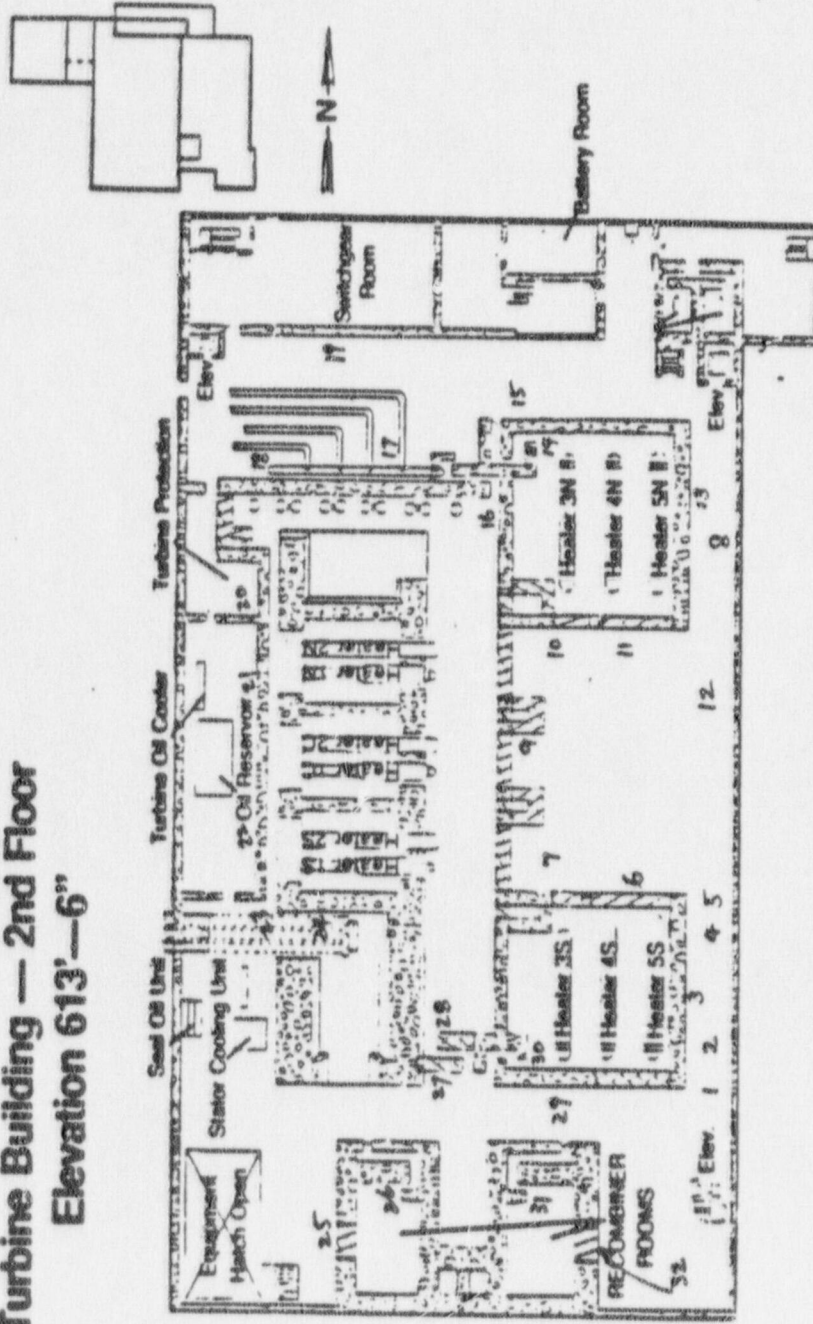 Turbine Building — 2nd Floor
Elevation 613'—6"
N
Seal Oil Unit
Turbine Oil Cooler
Turbine Protection
Battery Room
Equipment
Hatch Open
Stator Cooling Unit
Oil Reservoir
21
20
18
17
Elev.
Switchgear
Room
19
25
26
27
28
16
15
19
30
Heater 3S
Heater 4S
Heater 5S
7
6
9
10
11
Heater 3N
Heater 4N
Heater 5N
29
31
RECOMBINER
ROOMS
32
Elev.
1
2
3
4
5
12
8
13
Elev.